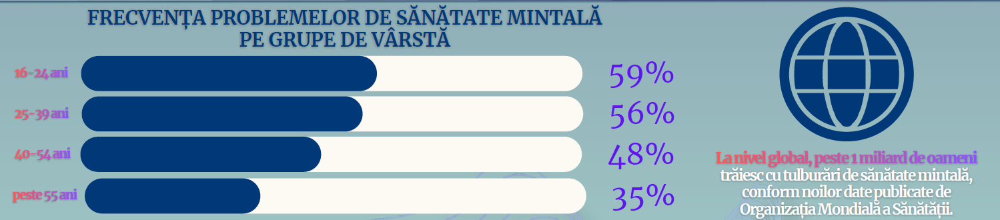 FRECVENȚA PROBLEMELOR DE SĂNĂTATE MINTALĂ
PE GRUPE DE VÂRSTĂ
16-24 ani
59%
25-39 ani
56%
40-54 ani
48%
peste 55 ani
35%
La nivel global, peste 1 miliard de oameni
trăiesc cu tulburări de sănătate mintală,
conform noilor date publicate de
Organizația Mondială a Sănătății.